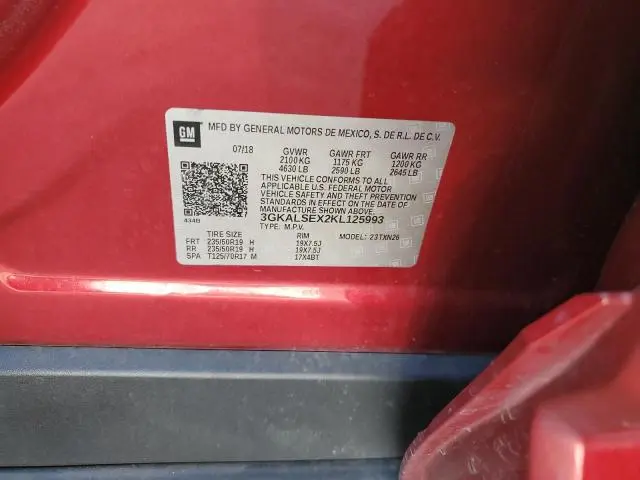 GM
MFD BY GENERAL MOTORS DE MEXICO, S. DE R.L. DE C.V.
07/18 GVWR GAWR FRT GAWR RR
2100 KG 1175 KG 1200 KG
4630 LB 2590 LB 2645 LB
THIS VEHICLE CONFORMS TO ALL
APPLICABLE U.S. FEDERAL MOTOR
VEHICLE SAFETY AND THEFT PREVENTION
STANDARDS IN EFFECT ON THE DATE OF
MANUFACTURE SHOWN ABOVE.
3GKALSEX2KL125993
434B
TYPE: M.P.V. MODEL: 23TXN26
TIRE SIZE RIM
FRT 235/50R19 H 19X7.5J
RR 235/50R19 H 19X7.5J
SPA T125/70R17 M 17X4BT